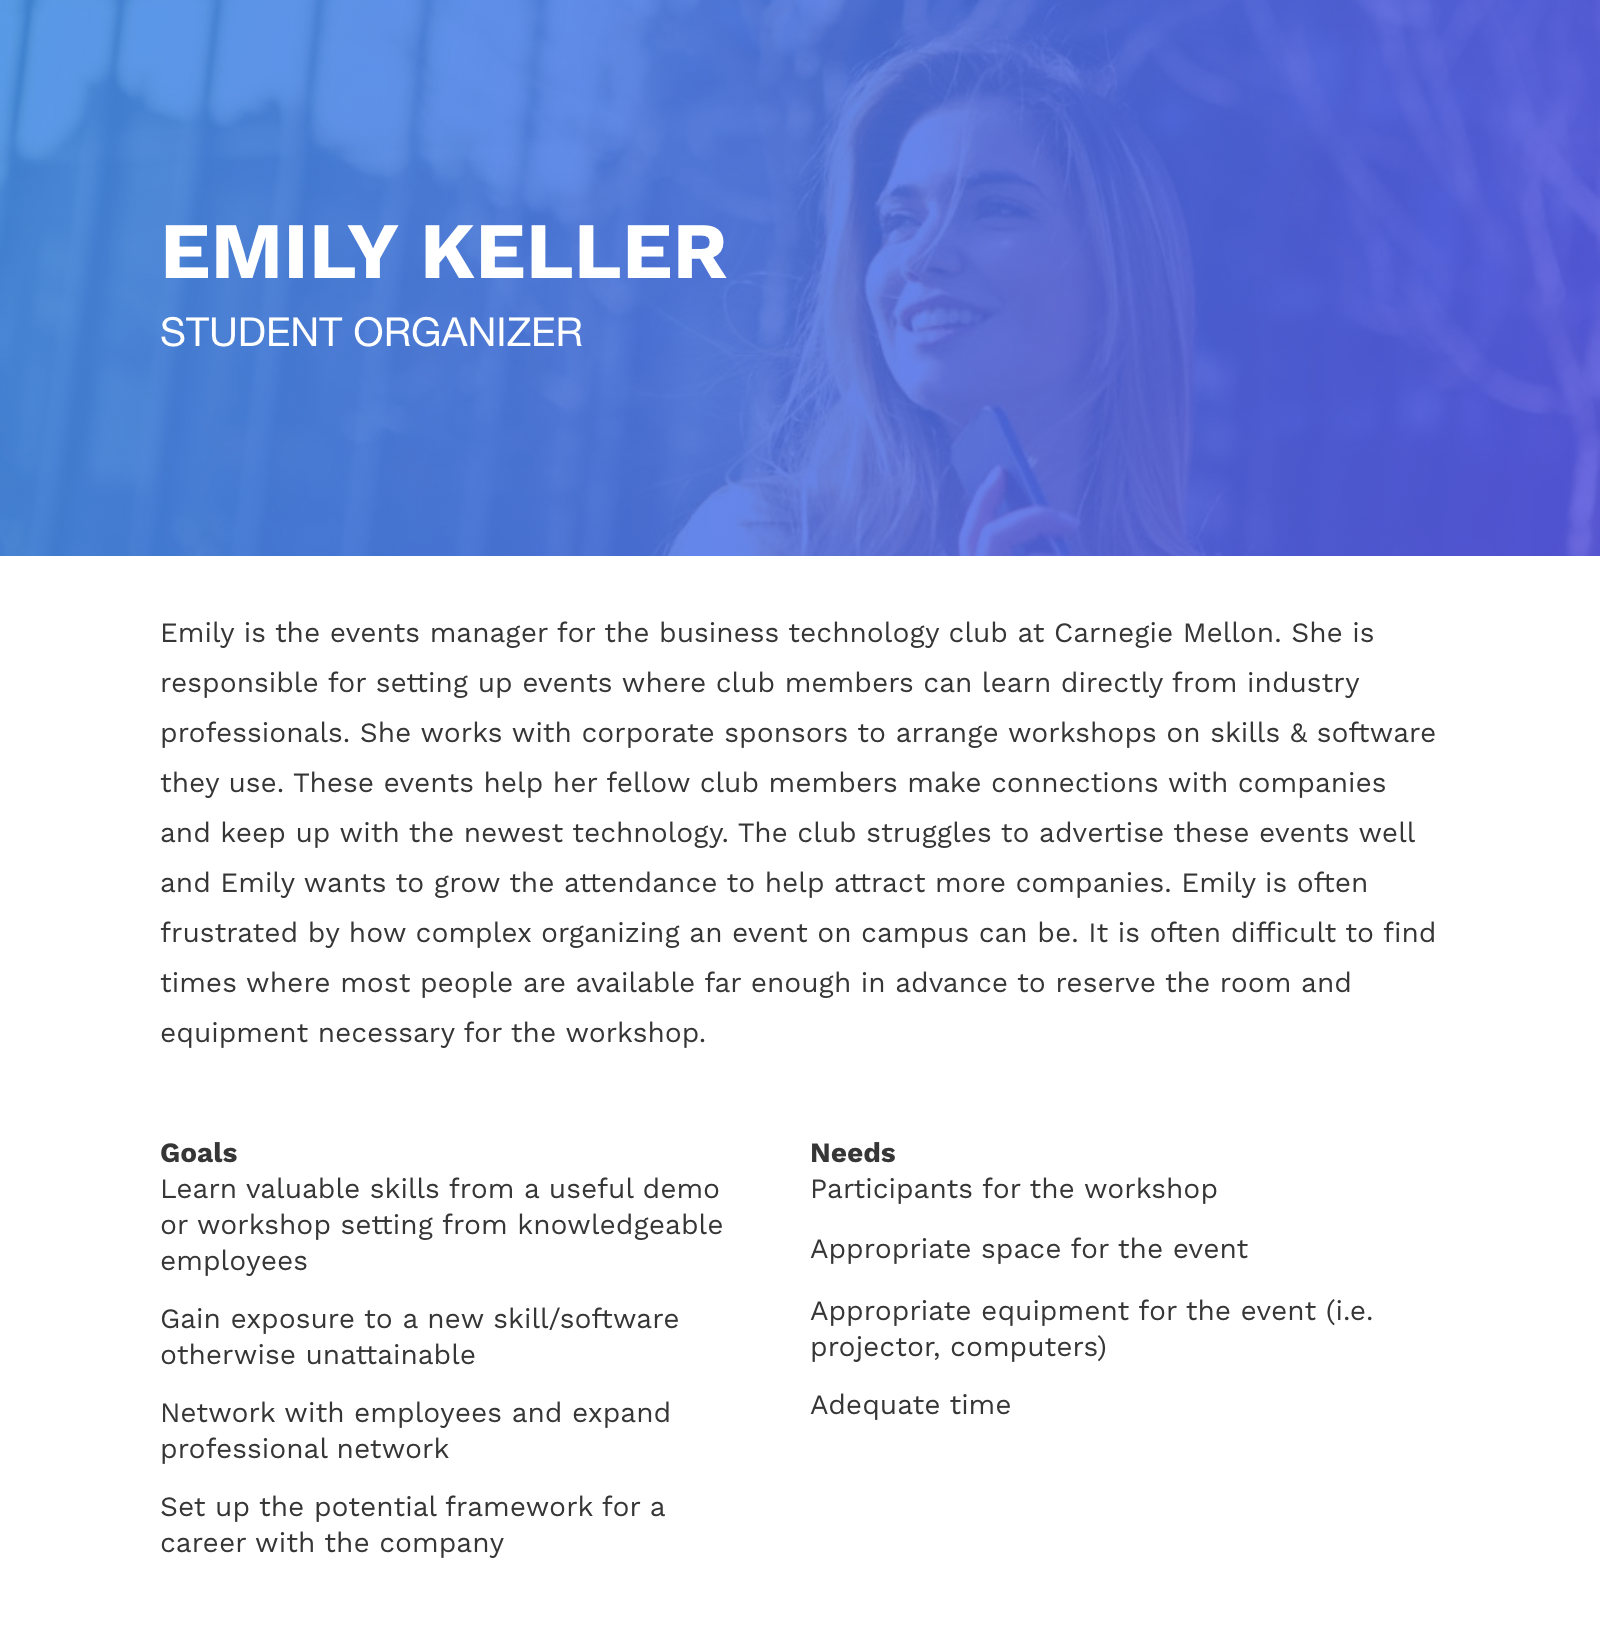 EMILY KELLER
STUDENT ORGANIZER
Emily is the events manager for the business technology club at Carnegie Mellon. She is
responsible for setting up events where club members can learn directly from industry
professionals. She works with corporate sponsors to arrange workshops on skills & software
they use. These events help her fellow club members make connections with companies
and keep up with the newest technology. The club struggles to advertise these events well
and Emily wants to grow the attendance to help attract more companies. Emily is often
frustrated by how complex organizing an event on campus can be. It is often difficult to find
times where most people are available far enough in advance to reserve the room and
equipment necessary for the workshop.
Goals
Learn valuable skills from a useful demo
or workshop setting from knowledgeable
employees
Gain exposure to a new skill/software
otherwise unattainable
Network with employees and expand
professional network
Set up the potential framework for a
career with the company
Needs
Participants for the workshop
Appropriate space for the event
Appropriate equipment for the event (i.e.
projector, computers)
Adequate time